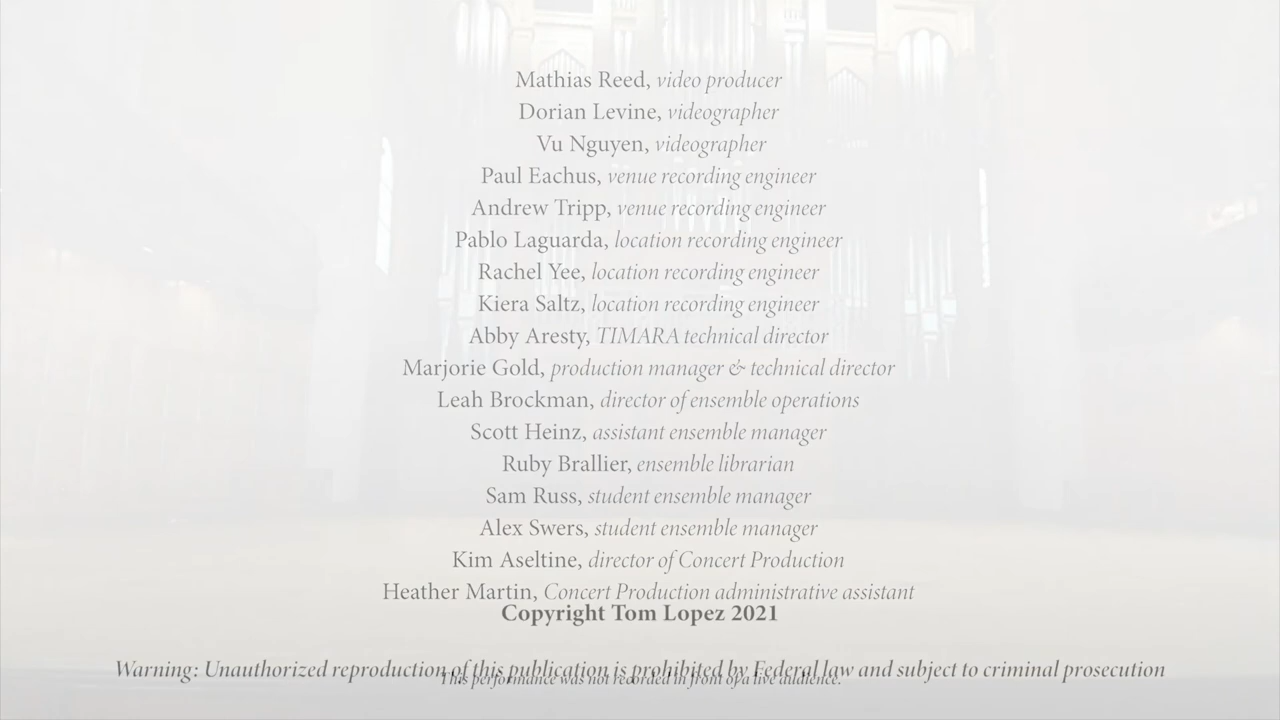 Mathias Reed, video producer
Dorian Levine, videographer
Vu Nguyen, videographer
Paul Eachus, venue recording engineer
Andrew Tripp, venue recording engineer
Pablo Laguarda, location recording engineer
Rachel Yee, location recording engineer
Kiera Saltz, location recording engineer
Abby Aresty, TIMARA technical director
Marjorie Gold, production manager & technical director
Leah Brockman, director of ensemble operations
Scott Heinz, assistant ensemble manager
Ruby Brallier, ensemble librarian
Sam Russ, student ensemble manager
Alex Swers, student ensemble manager
Kim Aseltine, director of Concert Production
Heather Martin, Concert Production administrative assistant
Copyright Tom Lopez 2021
Warning: Unauthorized reproduction of this publication is prohibited by Federal law and subject to criminal prosecution
This performance was not recorded in front of a live audience.